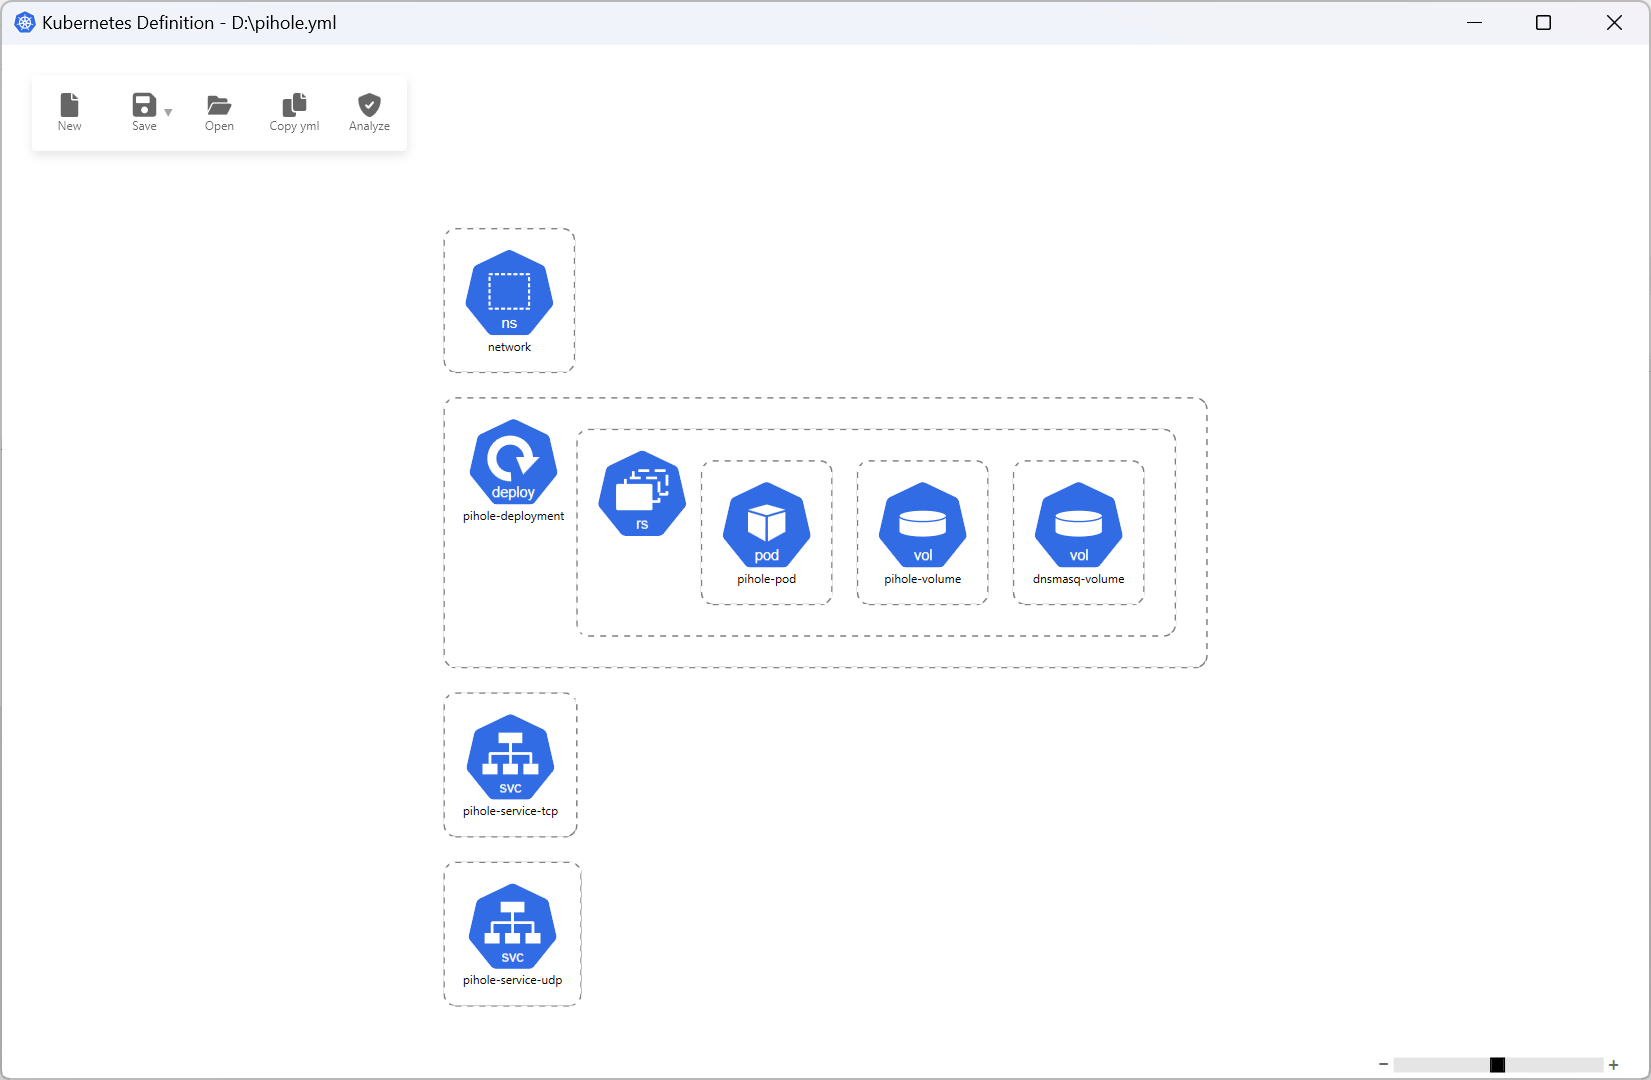 Kubernetes Definition - D:\pihole.yml
New Save Open Copy yml Analyze
ns
network
deploy
pihole-deployment
rs
pod
pihole-pod
vol
pihole-volume
vol
dnsmasq-volume
svc
pihole-service-tcp
svc
pihole-service-udp
− +